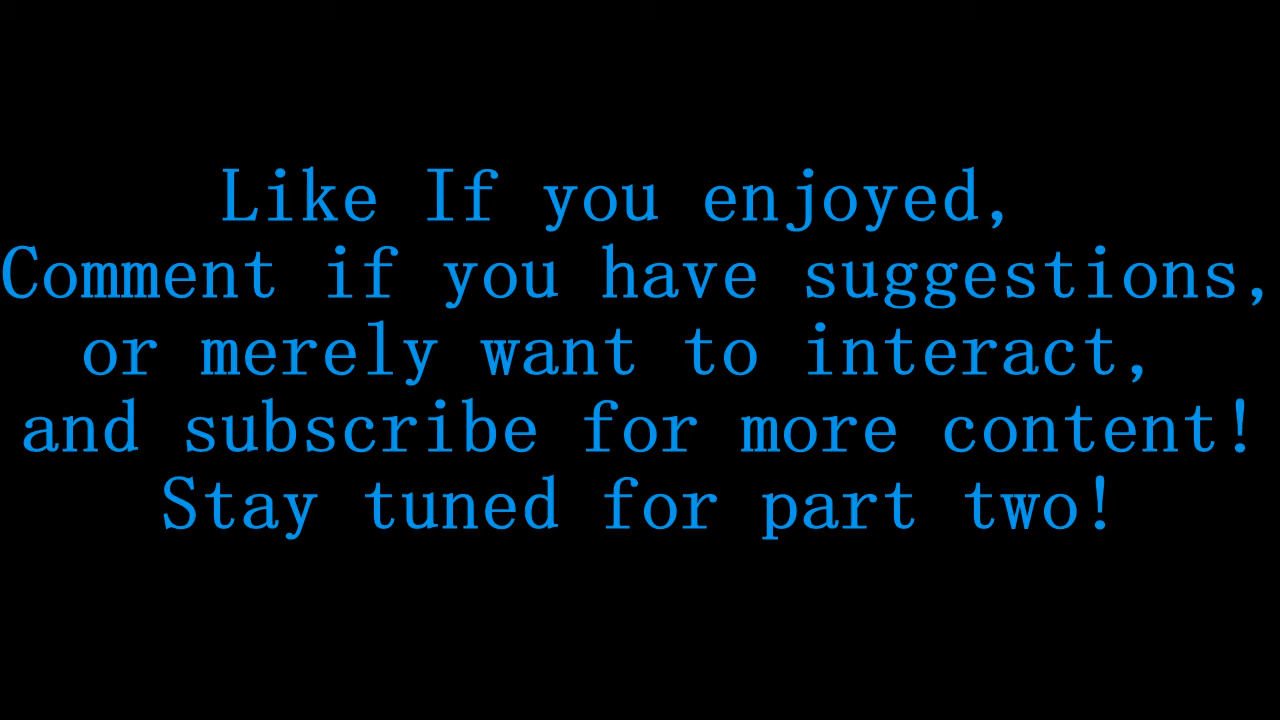 Like If you enjoyed,
Comment if you have suggestions,
or merely want to interact,
and subscribe for more content!
Stay tuned for part two!